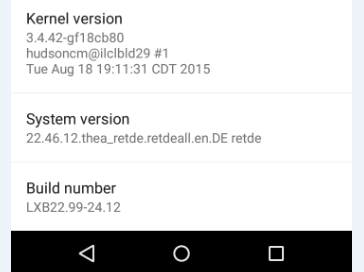 Kernel version
3.4.42-gf18cb80
hudsoncm@ilclbld29 #1
Tue Aug 18 19:11:31 CDT 2015
System version
22.46.12.thea_retde.retdeall.en.DE retde
Build number
LXB22.99-24.12